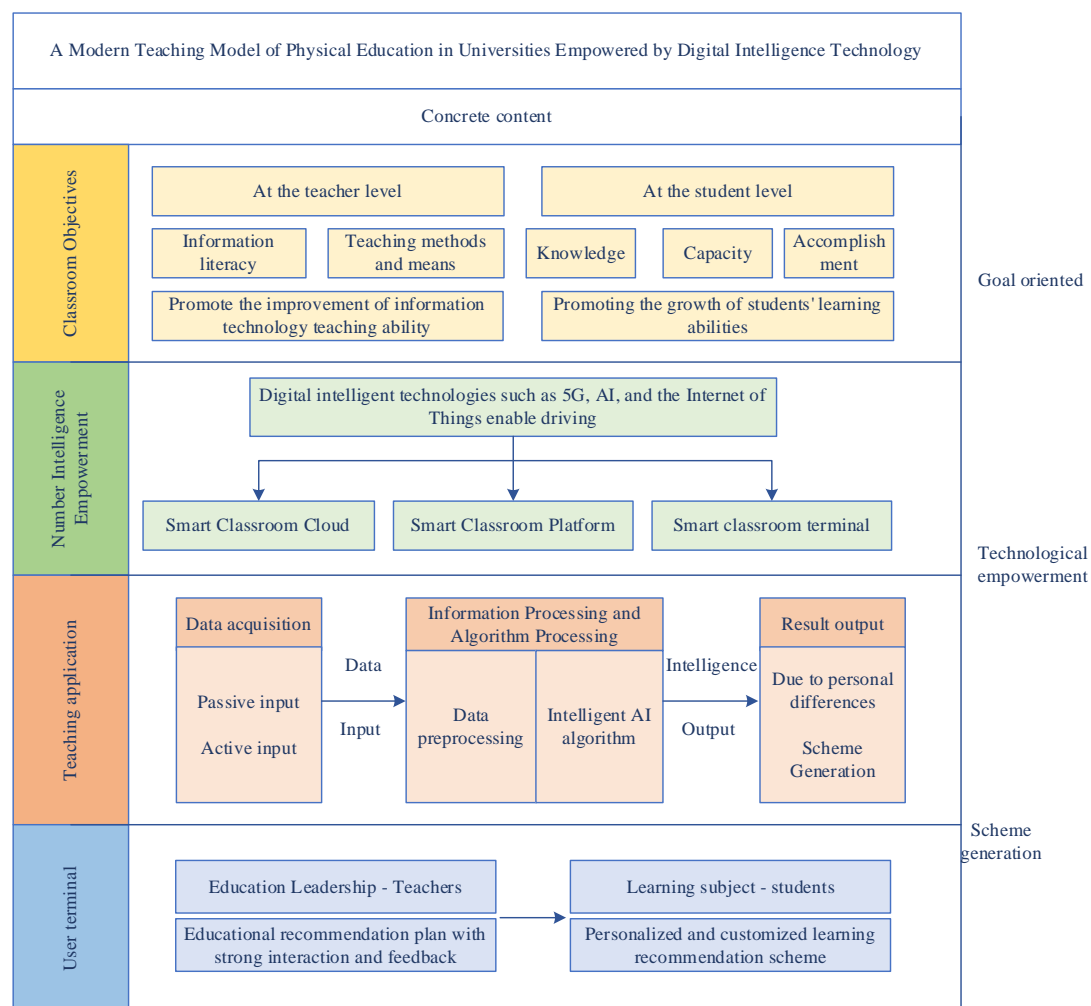 A Modern Teaching Model of Physical Education in Universities Empowered by Digital Intelligence Technology
Concrete content
Classroom Objectives
At the teacher level
At the student level
Information
literacy
Teaching methods
and means
Knowledge
Capacity
Accomplish
ment
Promote the improvement of information
technology teaching ability
Promoting the growth of students' learning
abilities
Goal oriented
Number Intelligence
Empowerment
Digital intelligent technologies such as 5G, AI, and the Internet of
Things enable driving
Smart Classroom Cloud
Smart Classroom Platform
Smart classroom terminal
Technological
empowerment
Teaching application
Data acquisition
Passive input
Active input
Data
Input
Information Processing and
Algorithm Processing
Data
preprocessing
Intelligent AI
algorithm
Intelligence
Output
Result output
Due to personal
differences
Scheme
Generation
Scheme
generation
User terminal
Education Leadership - Teachers
Educational recommendation plan with
strong interaction and feedback
Learning subject - students
Personalized and customized learning
recommendation scheme